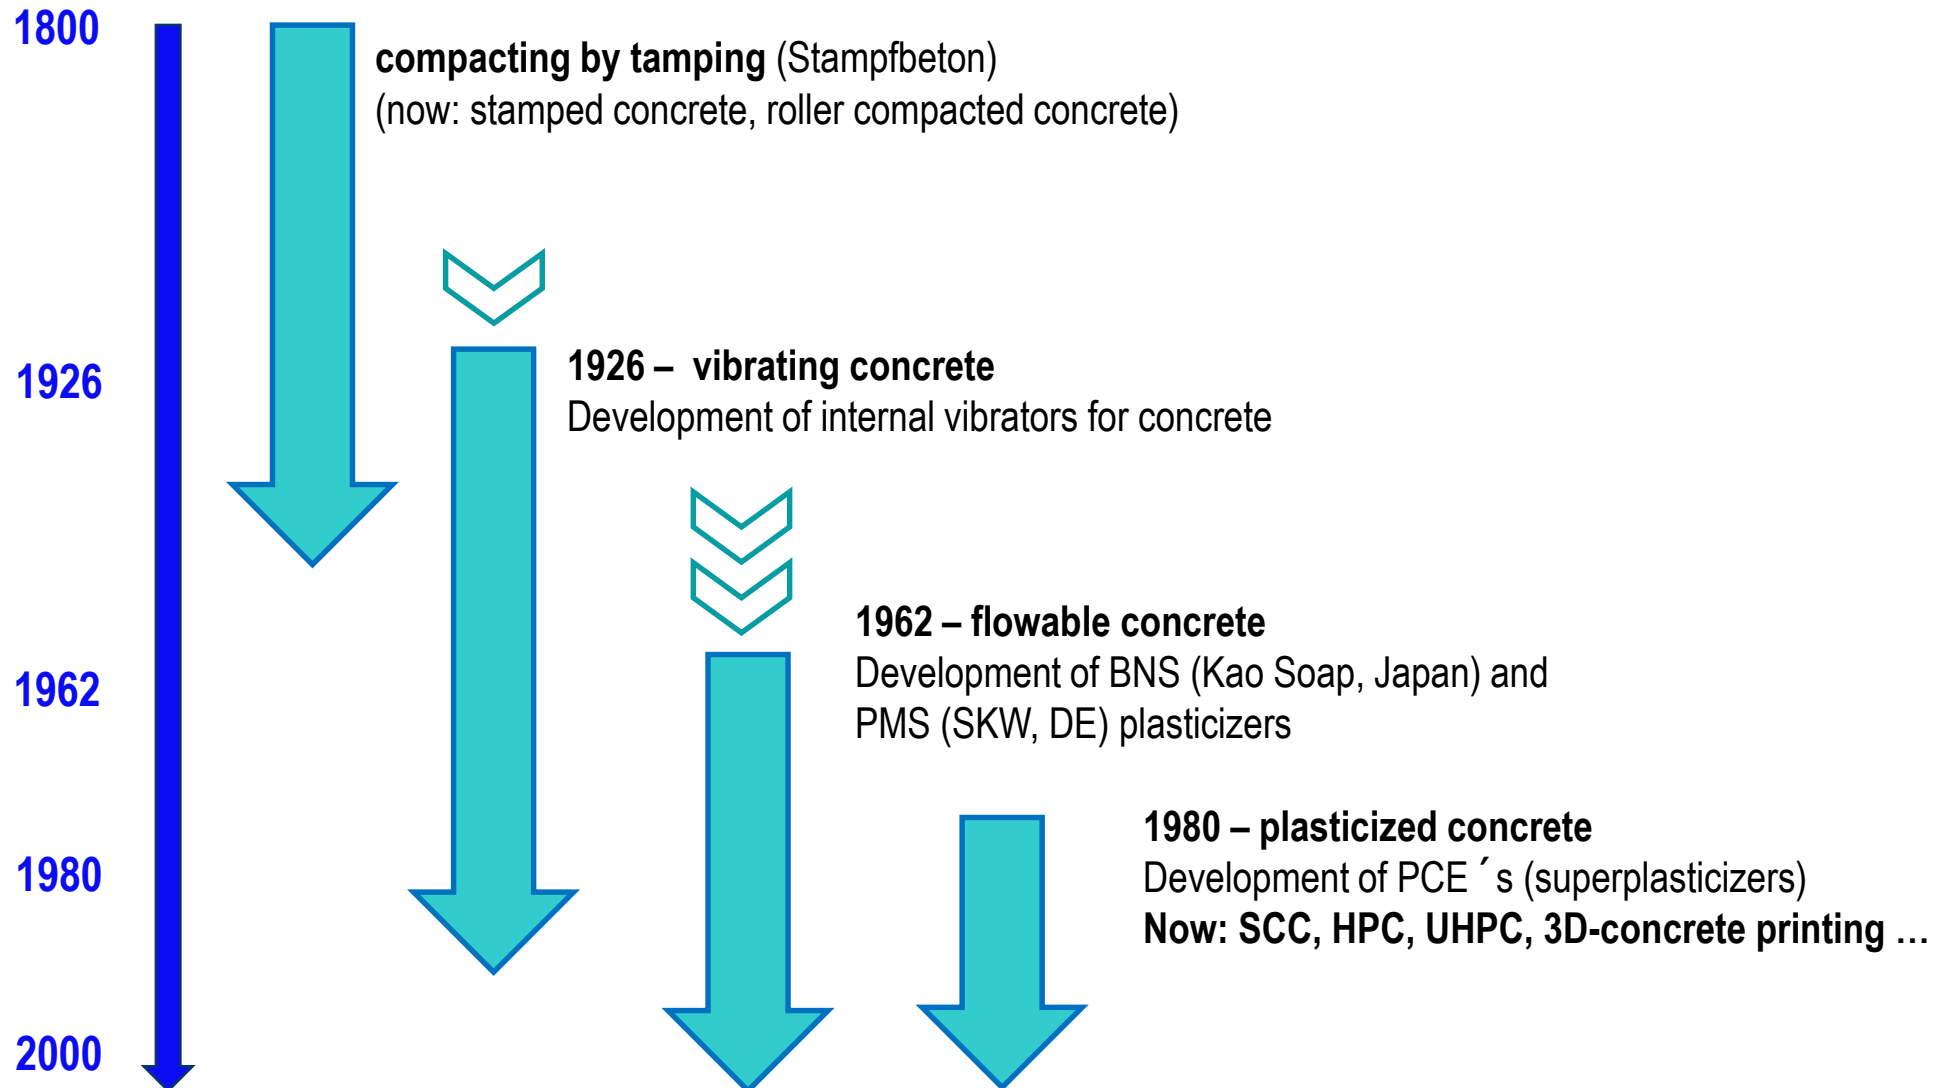 1800
compacting by tamping (Stampfbeton)
(now: stamped concrete, roller compacted concrete)
1926
1926 – vibrating concrete
Development of internal vibrators for concrete
1962
1962 – flowable concrete
Development of BNS (Kao Soap, Japan) and
PMS (SKW, DE) plasticizers
1980
1980 – plasticized concrete
Development of PCE ´ s (superplasticizers)
Now: SCC, HPC, UHPC, 3D-concrete printing …
2000